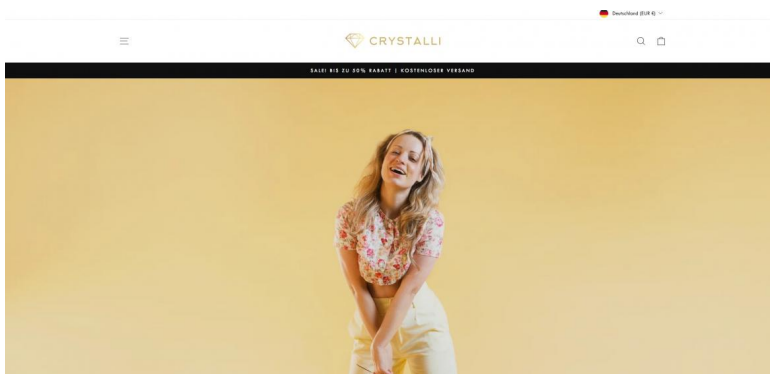 Deutschland (EUR €)
CRYSTALLI
SALE! BIS ZU 50% RABATT | KOSTENLOSER VERSAND